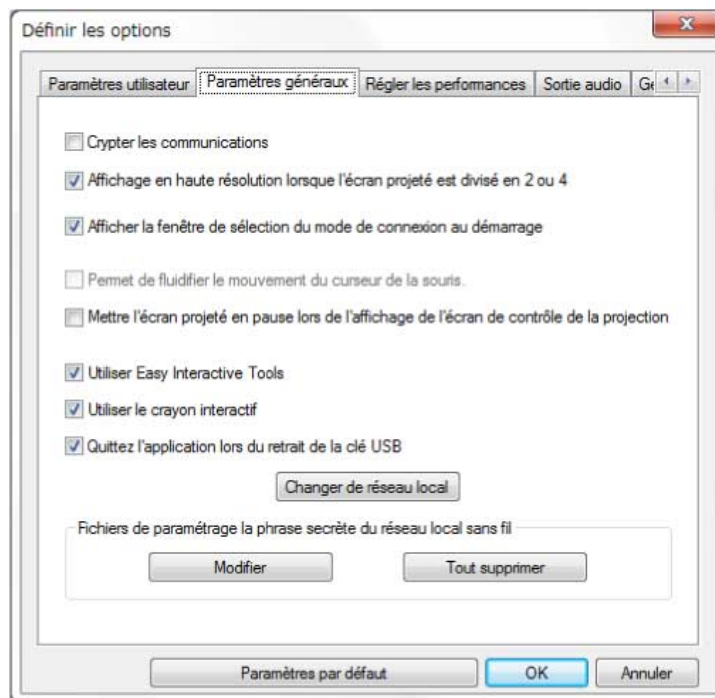 Définir les options
Paramètres utilisateur Paramètres généraux Régler les performances Sortie audio
Crypter les communications
Affichage en haute résolution lorsque l'écran projeté est divisé en 2 ou 4
Afficher la fenêtre de sélection du mode de connexion au démarrage
Permet de fluidifier le mouvement du curseur de la souris.
Mettre l'écran projeté en pause lors de l'affichage de l'écran de contrôle de la projection
Utiliser Easy Interactive Tools
Utiliser le crayon interactif
Quittez l'application lors du retrait de la clé USB
Changer de réseau local
Fichiers de paramétrage la phrase secrète du réseau local sans fil
Modifier Tout supprimer
Paramètres par défaut OK Annuler